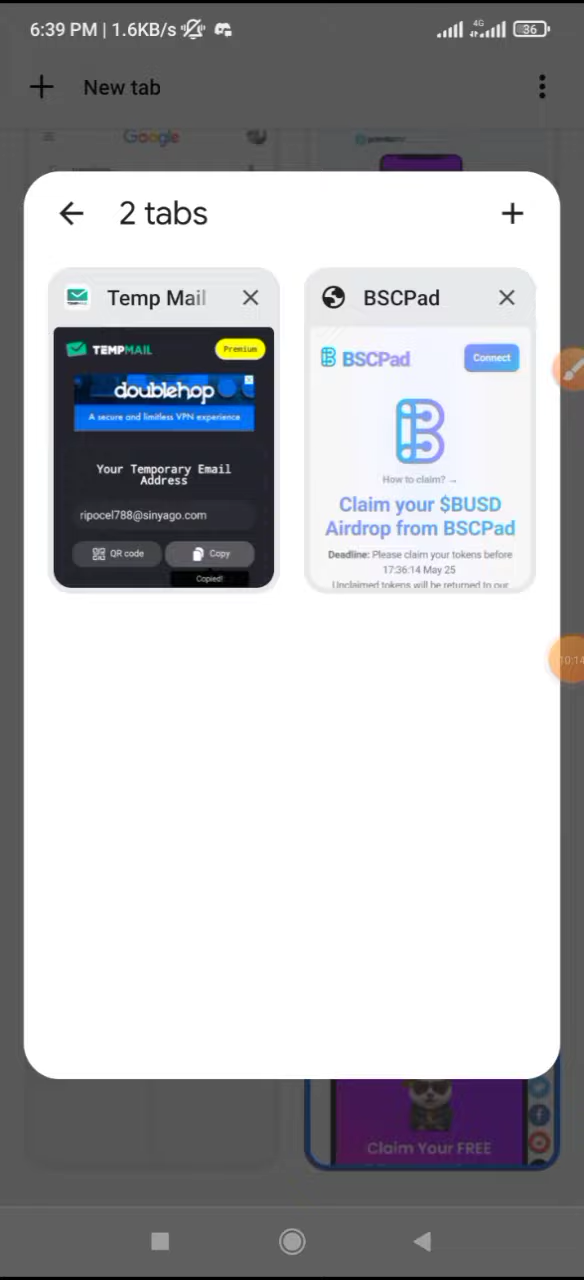 6:39 PM | 1.6KB/s
4G
36
New tab
Google
2 tabs
Temp Mail
TEMPMAIL
Premium
doublehop
A secure and limitless VPN experience
Your Temporary Email
Address
ripocel788@sinyago.com
QR code
Copy
Copied!
BSCPad
BSCPad
Connect
How to claim? →
Claim your $BUSD
Airdrop from BSCPad
Deadline: Please claim your tokens before
17:36:14 May 25
Unclaimed tokens will be returned to our
10:14
Claim Your FREE